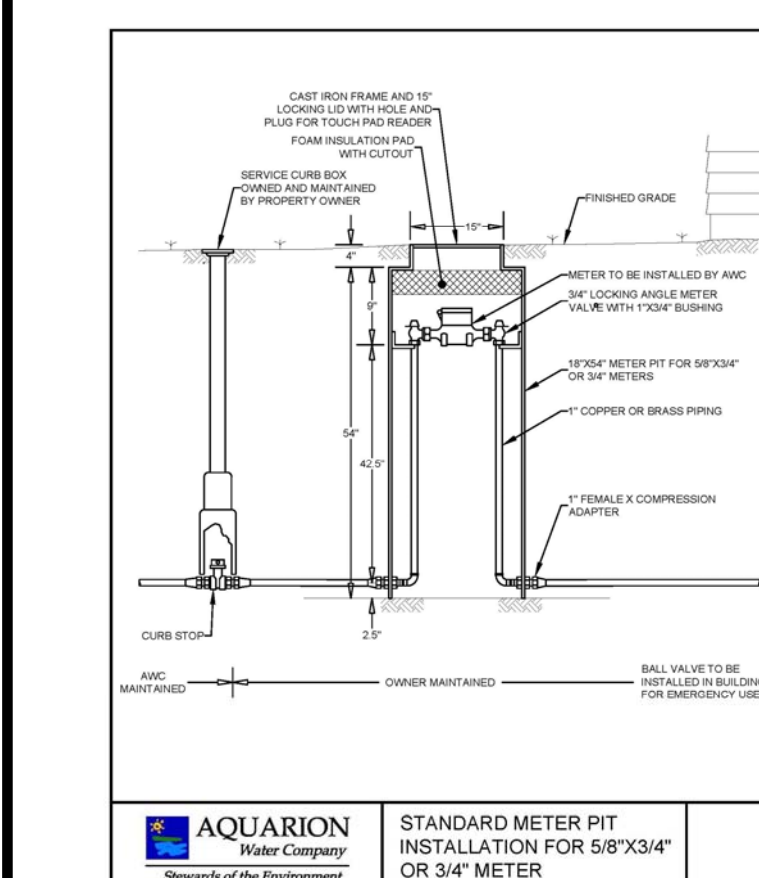 CAST IRON FRAME AND 15"
LOCKING LID WITH HOLE AND
PLUG FOR TOUCH PAD READER
FOAM INSULATION PAD
WITH CUTOUT
SERVICE CURB BOX
OWNED AND MAINTAINED
BY PROPERTY OWNER
FINISHED GRADE
15"
4"
METER TO BE INSTALLED BY AWC
3/4" LOCKING ANGLE METER
VALVE WITH 1"X3/4" BUSHING
9"
18"X54" METER PIT FOR 5/8"X3/4"
OR 3/4" METERS
1" COPPER OR BRASS PIPING
54"
42.5"
1" FEMALE X COMPRESSION
ADAPTER
CURB STOP
2.5"
AWC
MAINTAINED
OWNER MAINTAINED
BALL VALVE TO BE
INSTALLED IN BUILDING
FOR EMERGENCY USE
AQUARION
Water Company
Stewards of the Environment
STANDARD METER PIT
INSTALLATION FOR 5/8"X3/4"
OR 3/4" METER